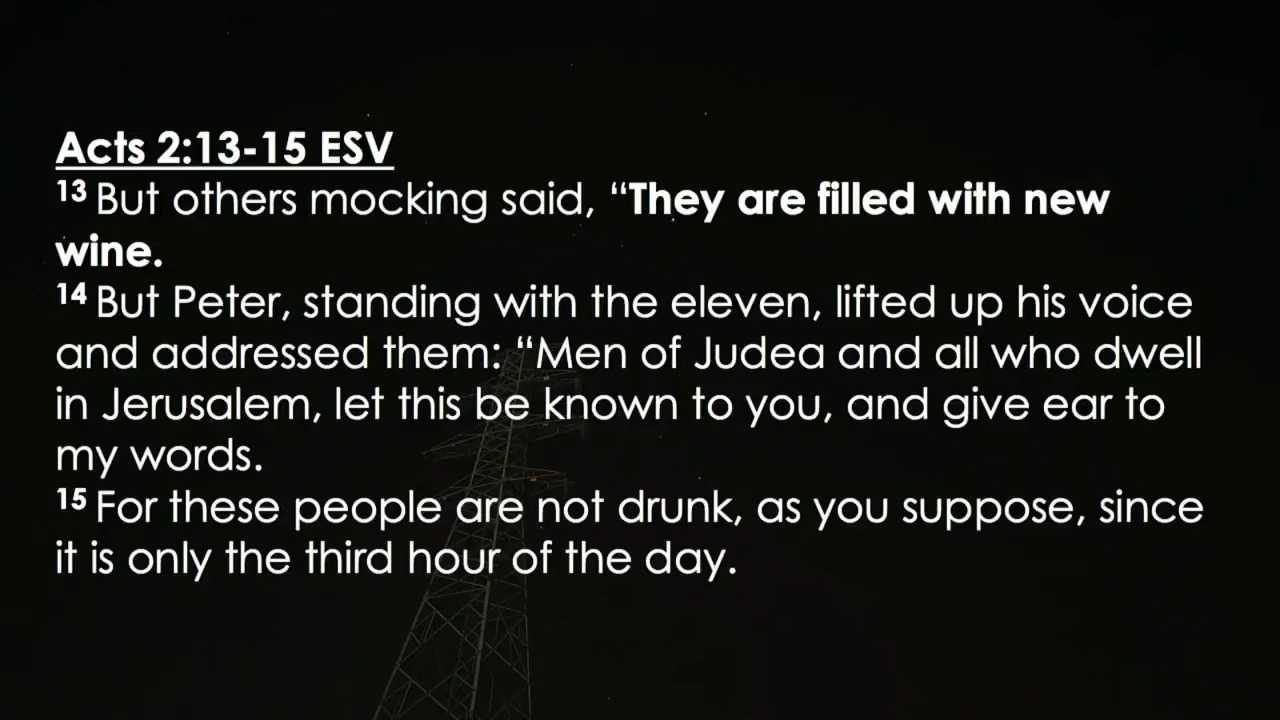 Acts 2:13-15 ESV
13 But others mocking said, “They are filled with new
wine.
14 But Peter, standing with the eleven, lifted up his voice
and addressed them: “Men of Judea and all who dwell
in Jerusalem, let this be known to you, and give ear to
my words.
15 For these people are not drunk, as you suppose, since
it is only the third hour of the day.